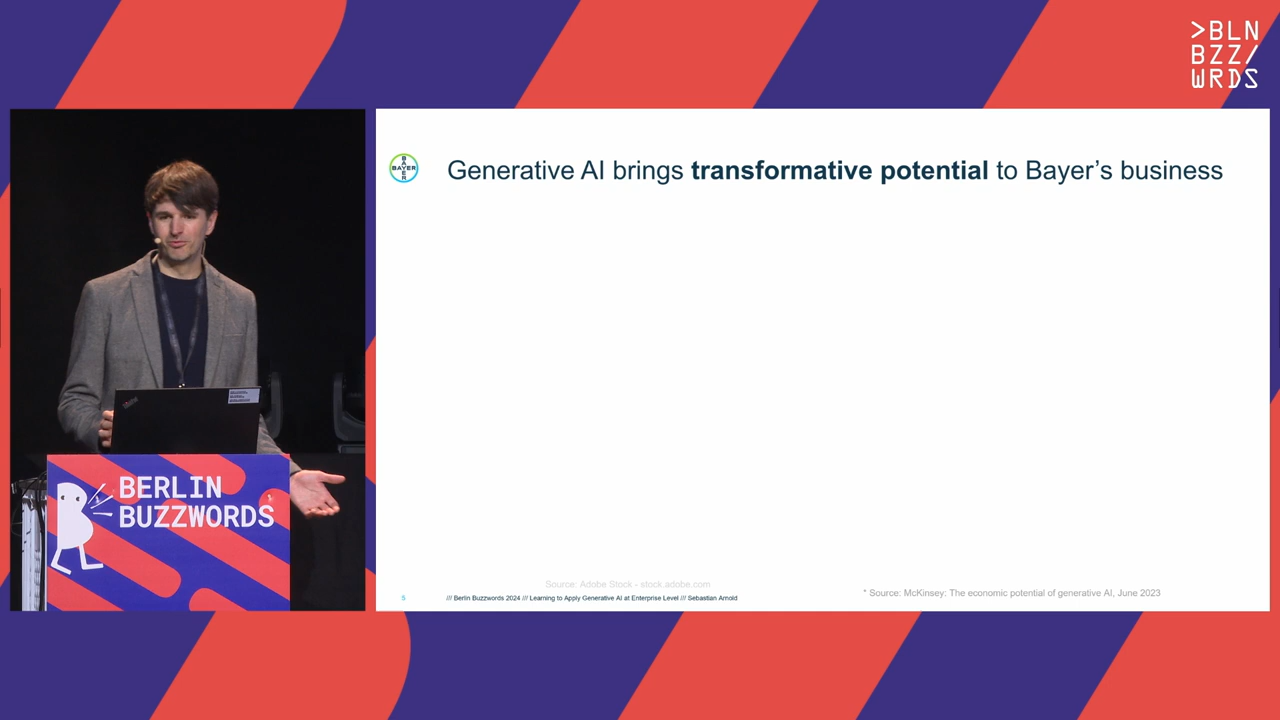 >BLN
BZZ/
WRDS
BAYER
BAYER
Generative AI brings transformative potential to Bayer’s business
BERLIN
BUZZWORDS
Source: Adobe Stock - stock.adobe.com
5
/// Berlin Buzzwords 2024 /// Learning to Apply Generative AI at Enterprise Level /// Sebastian Arnold
* Source: McKinsey: The economic potential of generative AI, June 2023